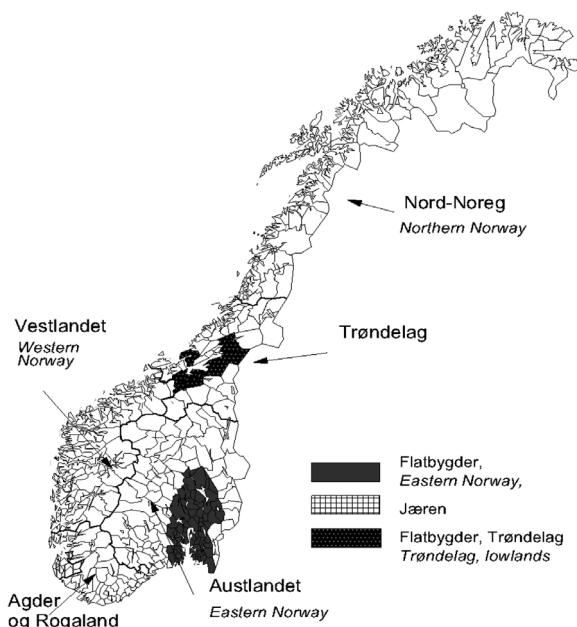 Nord-Noreg
Northern Norway
Vestlandet
Western
Norway
Trøndelag
Flatbygder,
Eastern Norway,
Jæren
Flatbygder, Trøndelag
Trøndelag, lowlands
Austlandet
Eastern Norway
Agder
og Rogaland